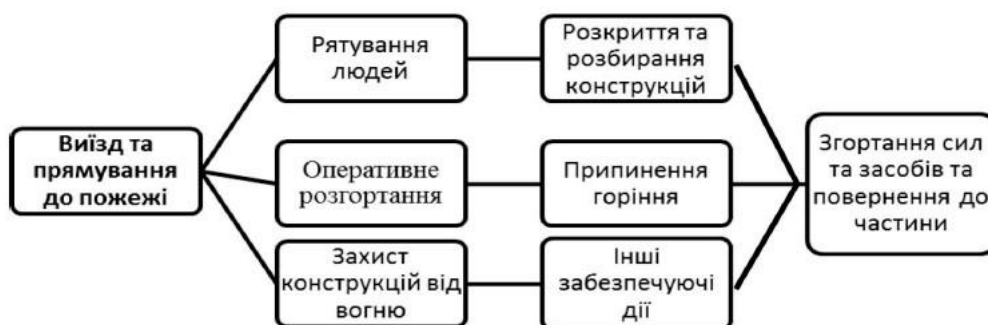 Виїзд та
прямування
до пожежі
Рятування
людей
Розкриття та
розбирання
конструкцій
Оперативне
розгортання
Припинення
горіння
Захист
конструкцій від
вогню
Інші
забезпечуючі
дії
Згортання сил
та засобів та
повернення до
частини